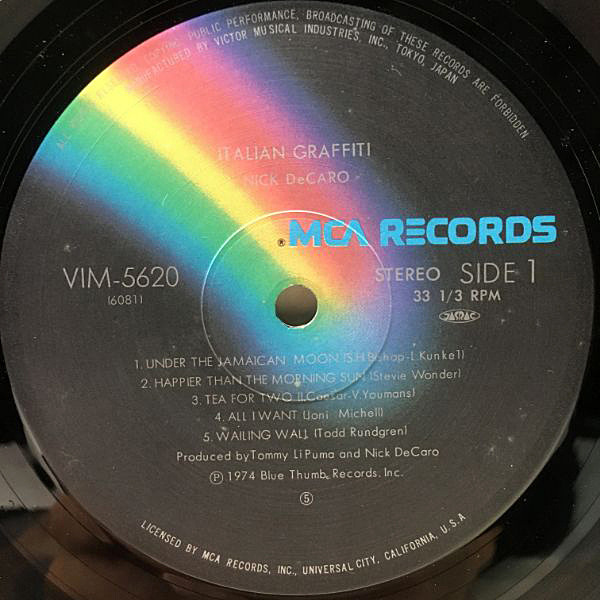 PUBLIC PERFORMANCE, BROADCASTING OF THESE RECORDS ARE FORBIDDEN
MANUFACTURED BY VICTOR MUSICAL INDUSTRIES, INC., TOKYO, JAPAN
ITALIAN GRAFFITI
NICK DeCARO
® MCA RECORDS
VIM-5620
(6081)
STEREO SIDE 1
33 1/3 RPM
JASRAC
1. UNDER THE JAMAICAN MOON (S.H.Bishop-L.Kunkel)
2. HAPPIER THAN THE MORNING SUN (Stevie Wonder)
3. TEA FOR TWO (I.Caesar-V.Youmans)
4. ALL I WANT (Joni Michell)
5. WAILING WALL (Todd Rundgren)
Produced by Tommy LiPuma and Nick DeCaro
Ⓟ 1974 Blue Thumb Records. Inc.
⑤
LICENSED BY MCA RECORDS, INC., UNIVERSAL CITY, CALIFORNIA, U.S.A